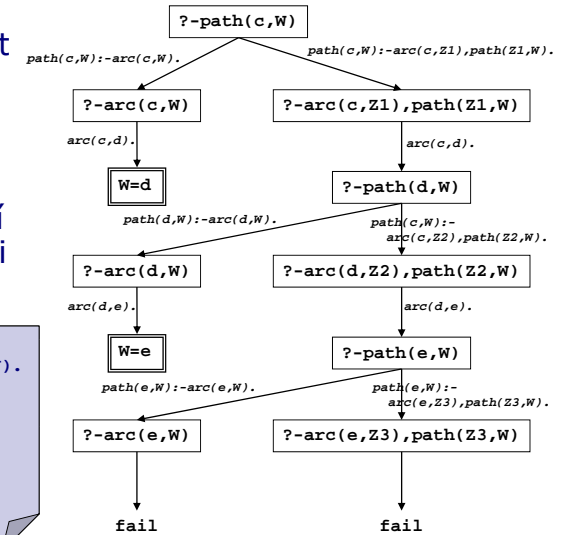 ?-path(c,W)
t
path(c,W):-arc(c,W).
path(c,W):-arc(c,Z1),path(Z1,W).
?-arc(c,W)
?-arc(c,Z1),path(Z1,W)
arc(c,d).
arc(c,d).
W=d
?-path(d,W)
í
i
path(d,W):-arc(d,W).
path(c,W):-
arc(c,Z2),path(Z2,W).
?-arc(d,W)
?-arc(d,Z2),path(Z2,W)
arc(d,e).
arc(d,e).
W=e
?-path(e,W)
).
path(e,W):-arc(e,W).
path(e,W):-
arc(e,Z3),path(Z3,W).
?-arc(e,W)
?-arc(e,Z3),path(Z3,W)
fail
fail